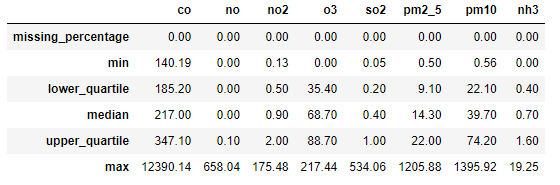 co no no2 o3 so2 pm2_5 pm10 nh3
missing_percentage 0.00 0.00 0.00 0.00 0.00 0.00 0.00 0.00
min 140.19 0.00 0.13 0.00 0.05 0.50 0.56 0.00
lower_quartile 185.20 0.00 0.50 35.40 0.20 9.10 22.10 0.40
median 217.00 0.00 0.90 68.70 0.40 14.30 39.70 0.70
upper_quartile 347.10 0.10 2.00 88.70 1.00 22.00 74.20 1.60
max 12390.14 658.04 175.48 217.44 534.06 1205.88 1395.92 19.25